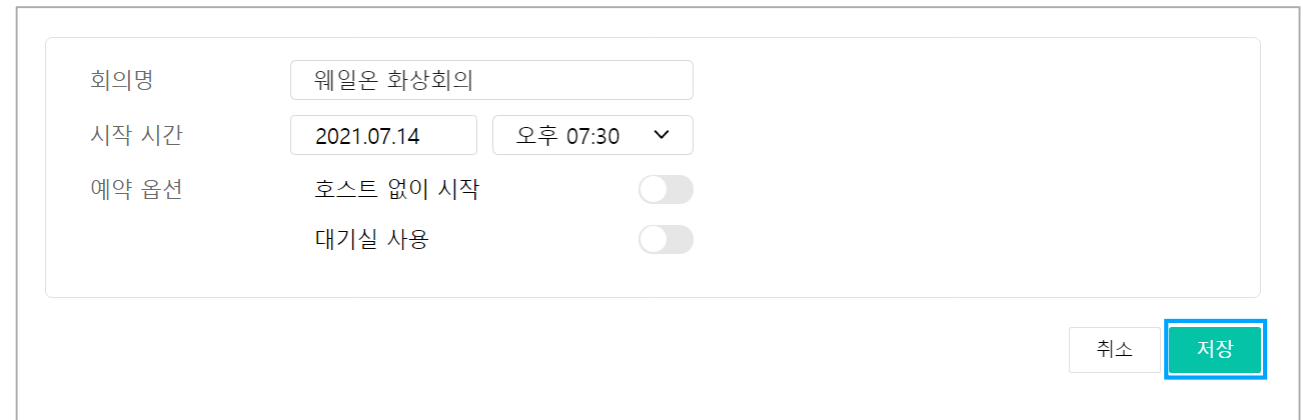 회의명 웨일온 화상회의
시작 시간 2021.07.14 오후 07:30
예약 옵션 호스트 없이 시작
대기실 사용
취소 저장